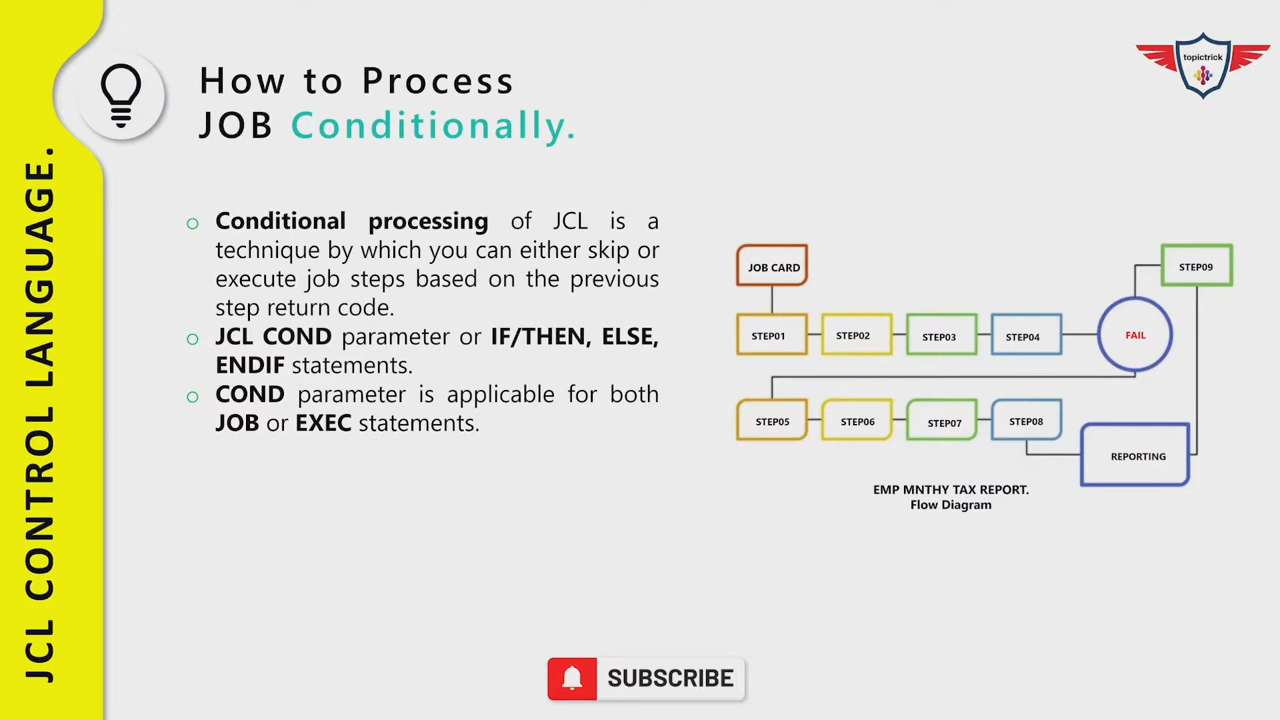 JCL CONTROL LANGUAGE.
How to Process
JOB Conditionally.
topictrick
o Conditional processing of JCL is a
technique by which you can either skip or
execute job steps based on the previous
step return code.
o JCL COND parameter or IF/THEN, ELSE,
ENDIF statements.
o COND parameter is applicable for both
JOB or EXEC statements.
JOB CARD
STEP09
STEP01
STEP02
STEP03
STEP04
FAIL
STEP05
STEP06
STEP07
STEP08
REPORTING
EMP MNTHY TAX REPORT.
Flow Diagram
SUBSCRIBE